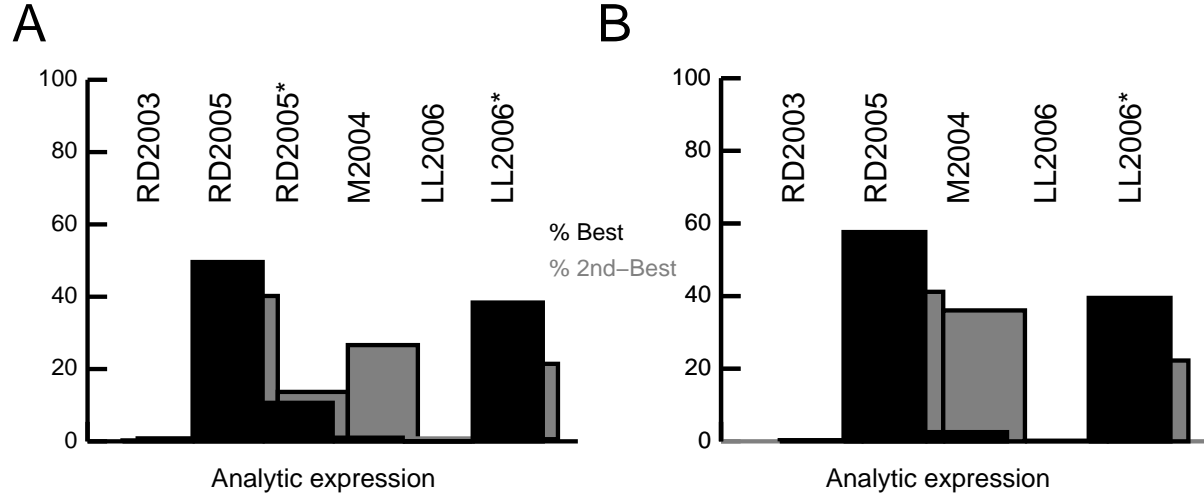 A
B
100
80
60
40
20
0
RD2003
RD2005
RD2005*
M2004
LL2006
LL2006*
Analytic expression
% Best
% 2nd−Best
100
80
60
40
20
0
RD2003
RD2005
M2004
LL2006
LL2006*
Analytic expression